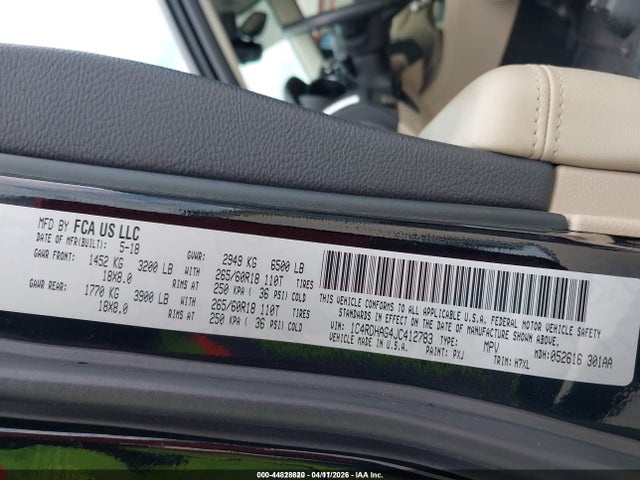 MFD BY FCA US LLC
DATE OF MFR(BUILT): 5-18 GVWR: 2949 KG 6500 LB
GAWR FRONT: 1452 KG 3200 LB WITH 265/60R18 110T TIRES
18X8.0 RIMS AT 250 KPA ( 36 PSI) COLD
GAWR REAR: 1770 KG 3900 LB WITH 265/60R18 110T TIRES
18X8.0 RIMS AT 250 KPA ( 36 PSI) COLD
THIS VEHICLE CONFORMS TO ALL APPLICABLE U.S.A. FEDERAL MOTOR VEHICLE SAFETY
STANDARDS IN EFFECT ON THE DATE OF MANUFACTURE SHOWN ABOVE.
VIN: 1C4RDHAG4JC412783 TYPE: MPV MDH: 052616 301AA
VEHICLE MADE IN U.S.A. PAINT: PXJ TRIM: H7XL
000-44828820 - 04/11/2026 - IAA Inc.